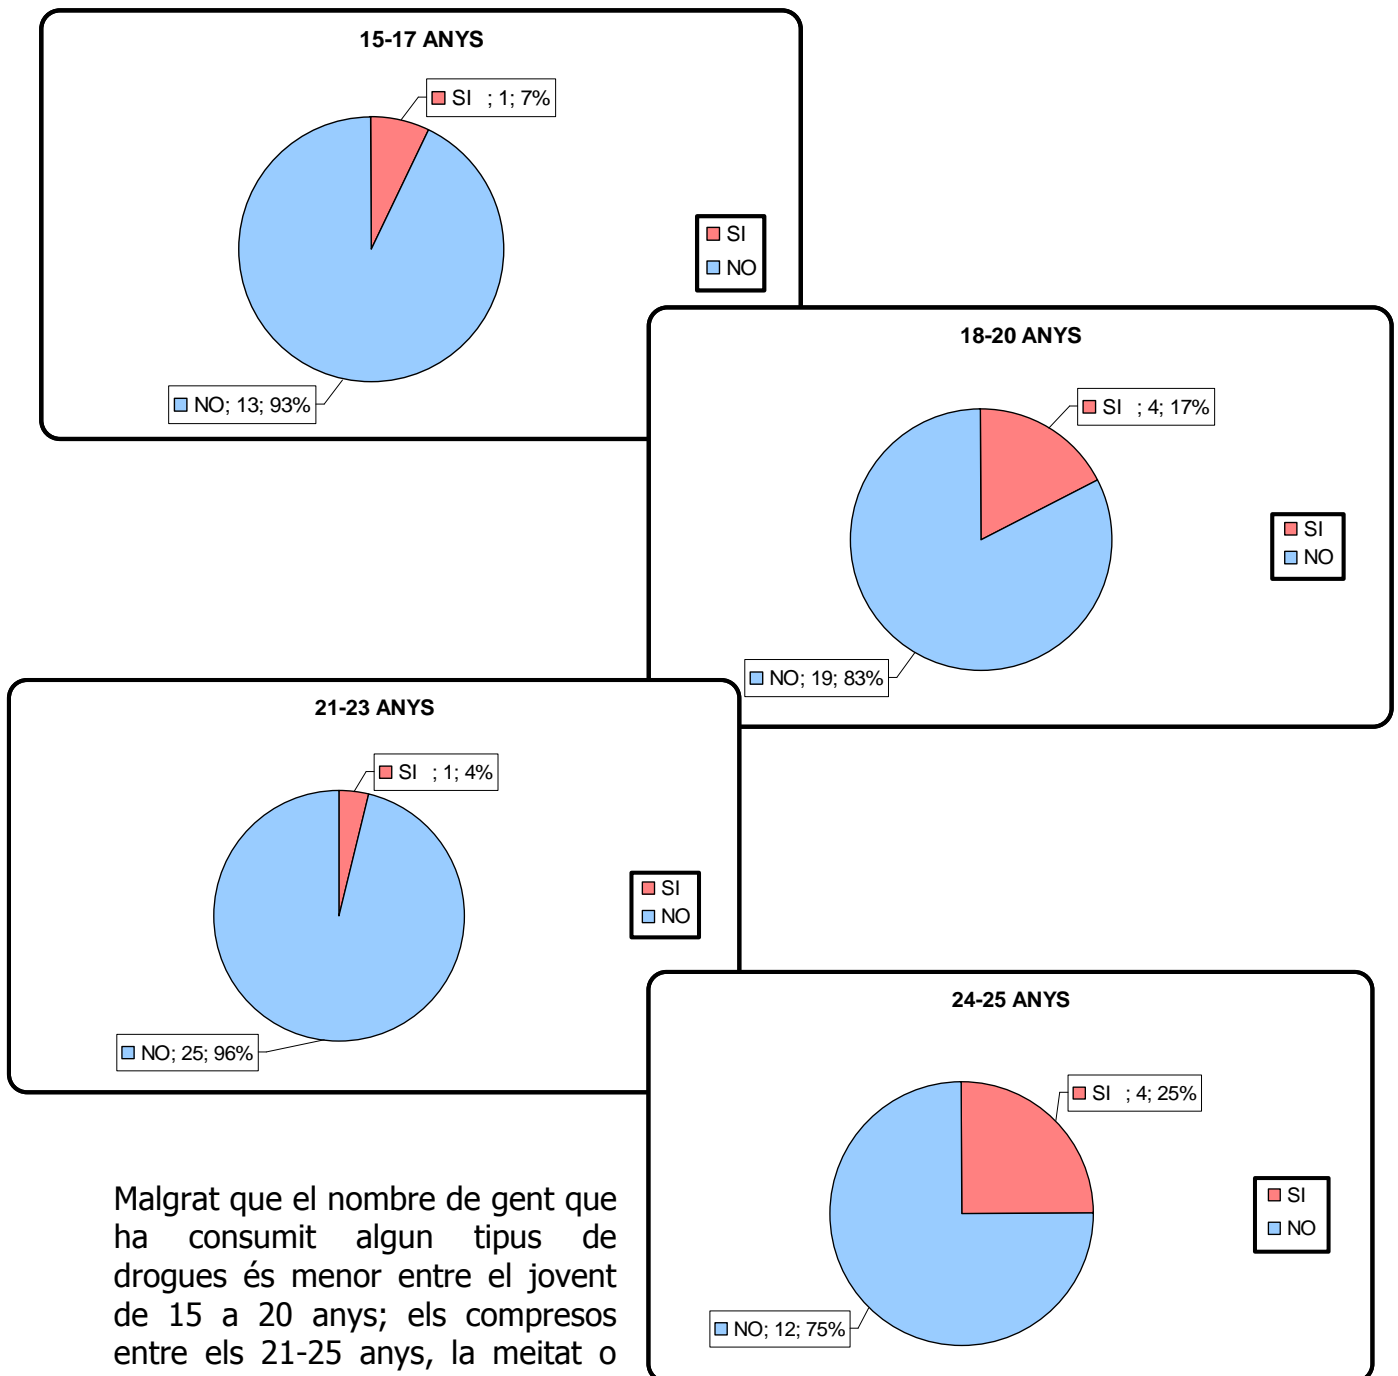 15-17 ANYS
SI ; 1; 7%
SI
NO
NO; 13; 93%
18-20 ANYS
SI ; 4; 17%
SI
NO
NO; 19; 83%
21-23 ANYS
SI ; 1; 4%
SI
NO
NO; 25; 96%
24-25 ANYS
SI ; 4; 25%
SI
NO
NO; 12; 75%
Malgrat que el nombre de gent que
ha consumit algun tipus de
drogues és menor entre el jovent
de 15 a 20 anys; els compresos
entre els 21-25 anys, la meitat o